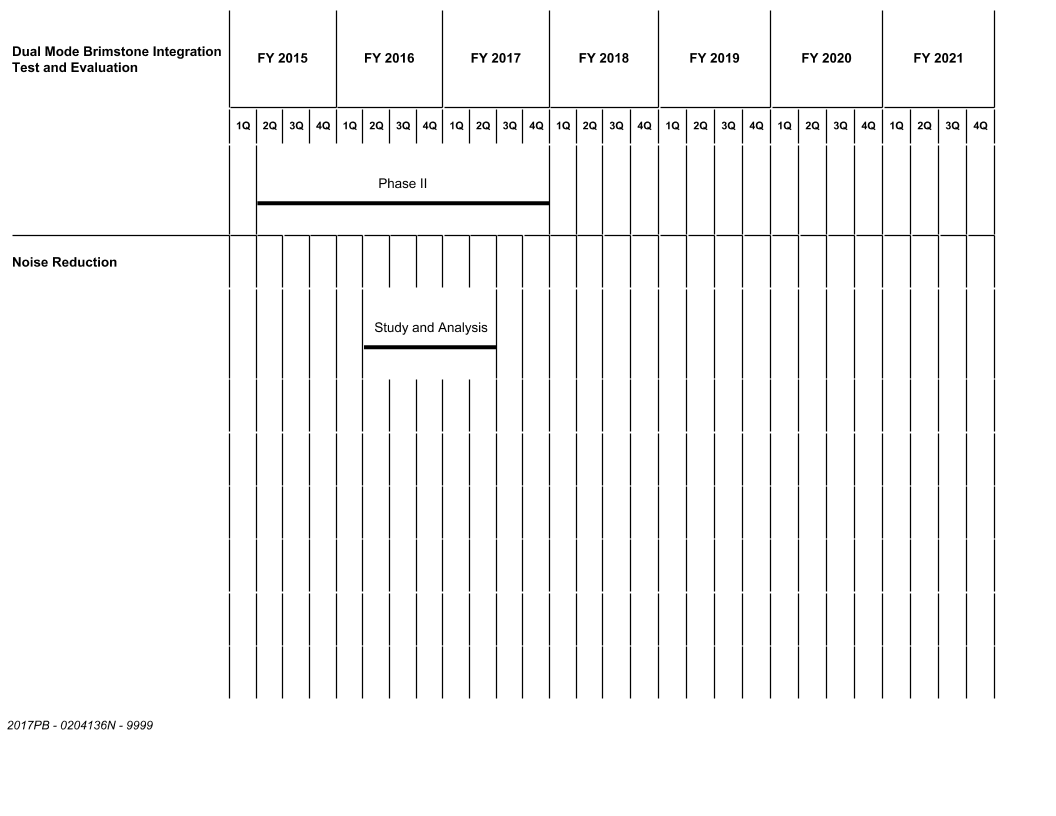 Dual Mode Brimstone Integration
Test and Evaluation
FY 2015 FY 2016 FY 2017 FY 2018 FY 2019 FY 2020 FY 2021
1Q 2Q 3Q 4Q 1Q 2Q 3Q 4Q 1Q 2Q 3Q 4Q 1Q 2Q 3Q 4Q 1Q 2Q 3Q 4Q 1Q 2Q 3Q 4Q 1Q 2Q 3Q 4Q
Phase II
Noise Reduction
Study and Analysis
2017PB - 0204136N - 9999